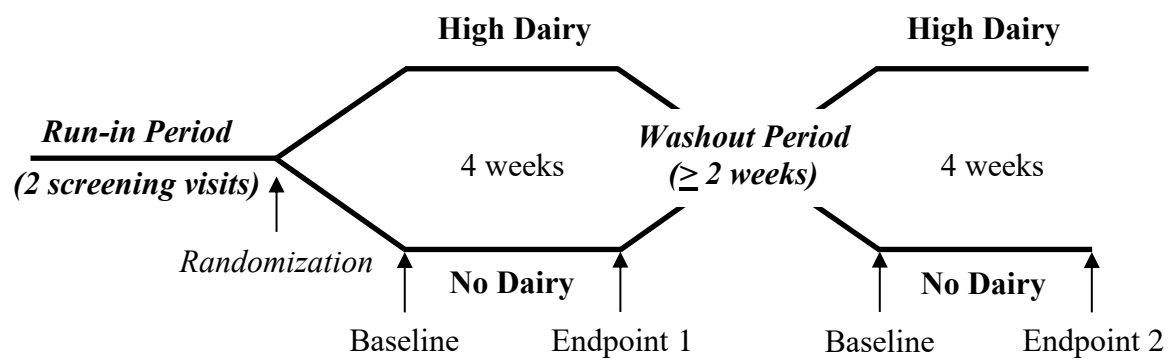 High Dairy
High Dairy
Run-in Period
(2 screening visits)
Randomization
4 weeks
Washout Period
(≥ 2 weeks)
4 weeks
No Dairy
No Dairy
Baseline
Endpoint 1
Baseline
Endpoint 2